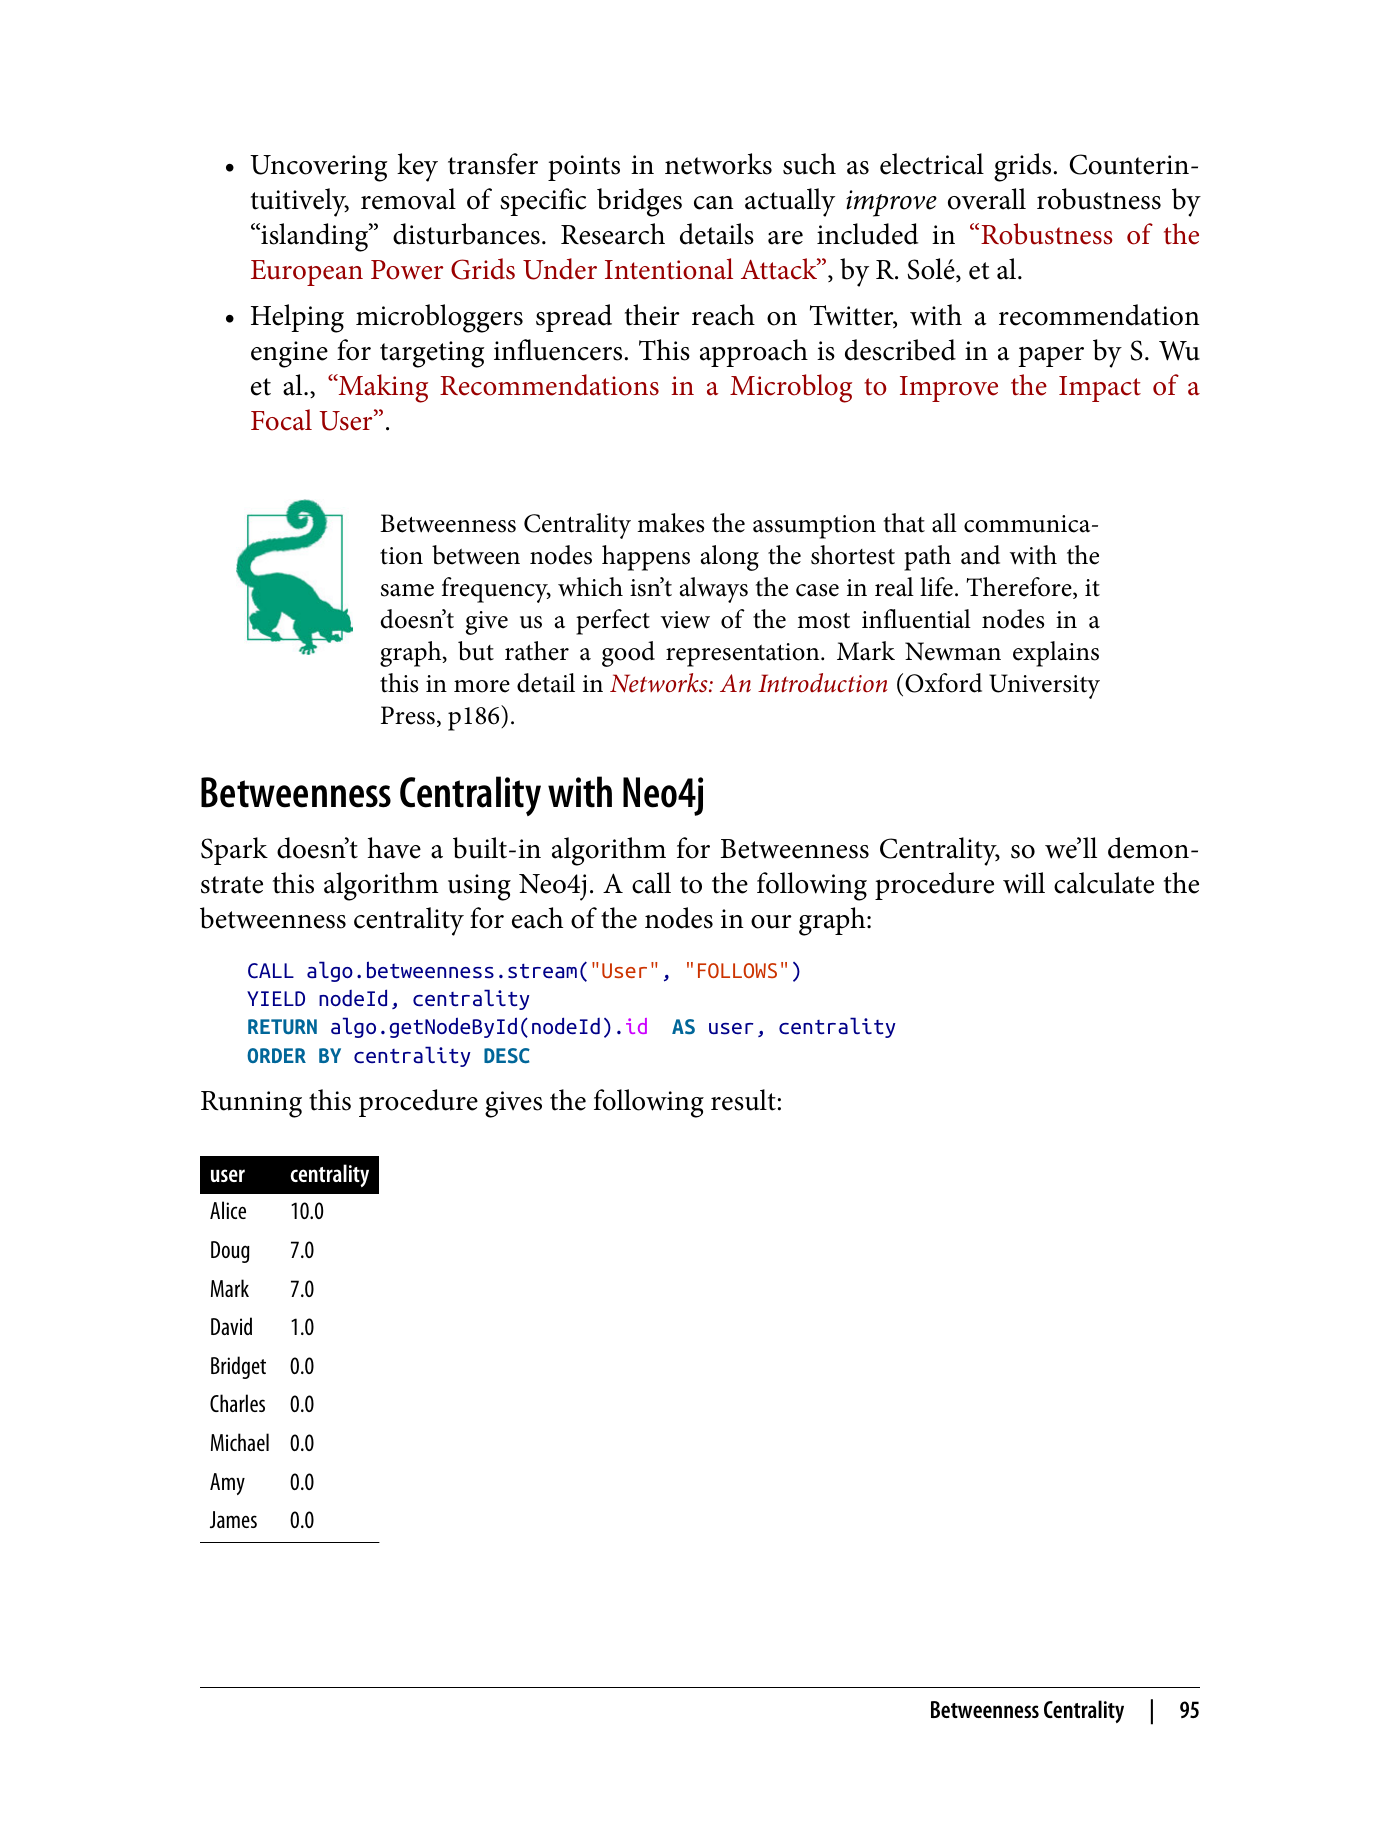 • Uncovering key transfer points in networks such as electrical grids. Counterin-
tuitively, removal of specific bridges can actually improve overall robustness by
“islanding” disturbances. Research details are included in “Robustness of the
European Power Grids Under Intentional Attack”, by R. Solé, et al.
• Helping microbloggers spread their reach on Twitter, with a recommendation
engine for targeting influencers. This approach is described in a paper by S. Wu
et al., “Making Recommendations in a Microblog to Improve the Impact of a
Focal User”.
Betweenness Centrality makes the assumption that all communica-
tion between nodes happens along the shortest path and with the
same frequency, which isn’t always the case in real life. Therefore, it
doesn’t give us a perfect view of the most influential nodes in a
graph, but rather a good representation. Mark Newman explains
this in more detail in Networks: An Introduction (Oxford University
Press, p186).
Betweenness Centrality with Neo4j
Spark doesn’t have a built-in algorithm for Betweenness Centrality, so we’ll demon-
strate this algorithm using Neo4j. A call to the following procedure will calculate the
betweenness centrality for each of the nodes in our graph:
CALL algo.betweenness.stream("User", "FOLLOWS")
YIELD nodeId, centrality
RETURN algo.getNodeById(nodeId).id  AS user, centrality
ORDER BY centrality DESC
Running this procedure gives the following result:
user centrality
Alice 10.0
Doug 7.0
Mark 7.0
David 1.0
Bridget 0.0
Charles 0.0
Michael 0.0
Amy 0.0
James 0.0
Betweenness Centrality | 95